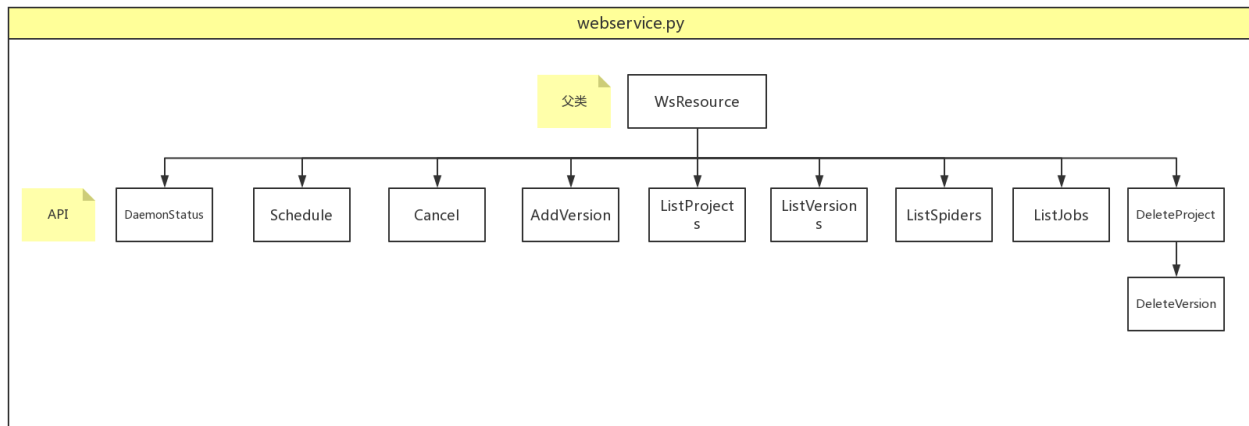 webservice.py
父类
WsResource
API
DaemonStatus
Schedule
Cancel
AddVersion
ListProject
s
ListVersion
s
ListSpiders
ListJobs
DeleteProject
DeleteVersion